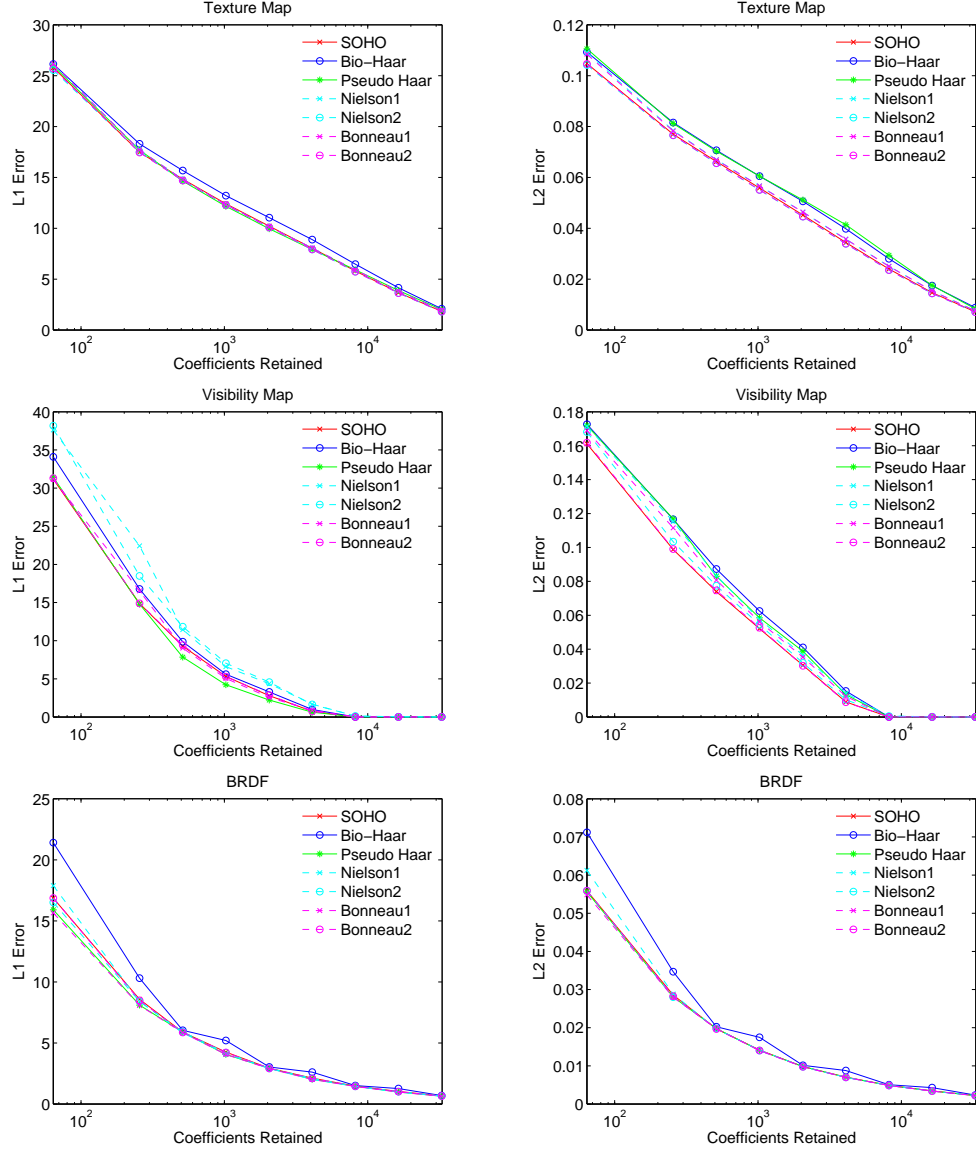 Texture Map
30
25
20
15
10
5
0
L1 Error
10^2
10^3
10^4
Coefficients Retained
SOHO
Bio−Haar
Pseudo Haar
Nielson1
Nielson2
Bonneau1
Bonneau2
Texture Map
0.12
0.1
0.08
0.06
0.04
0.02
0
L2 Error
10^2
10^3
10^4
Coefficients Retained
SOHO
Bio−Haar
Pseudo Haar
Nielson1
Nielson2
Bonneau1
Bonneau2
Visibility Map
40
35
30
25
20
15
10
5
0
L1 Error
10^2
10^3
10^4
Coefficients Retained
SOHO
Bio−Haar
Pseudo Haar
Nielson1
Nielson2
Bonneau1
Bonneau2
Visibility Map
0.18
0.16
0.14
0.12
0.1
0.08
0.06
0.04
0.02
0
L2 Error
10^2
10^3
10^4
Coefficients Retained
SOHO
Bio−Haar
Pseudo Haar
Nielson1
Nielson2
Bonneau1
Bonneau2
BRDF
25
20
15
10
5
0
L1 Error
10^2
10^3
10^4
Coefficients Retained
SOHO
Bio−Haar
Pseudo Haar
Nielson1
Nielson2
Bonneau1
Bonneau2
BRDF
0.08
0.07
0.06
0.05
0.04
0.03
0.02
0.01
0
L2 Error
10^2
10^3
10^4
Coefficients Retained
SOHO
Bio−Haar
Pseudo Haar
Nielson1
Nielson2
Bonneau1
Bonneau2